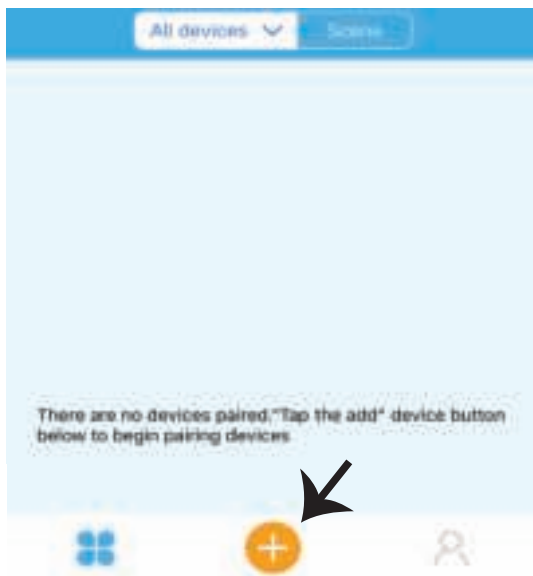 All devices
Scene
There are no devices paired."Tap the add" device button
below to begin pairing devices